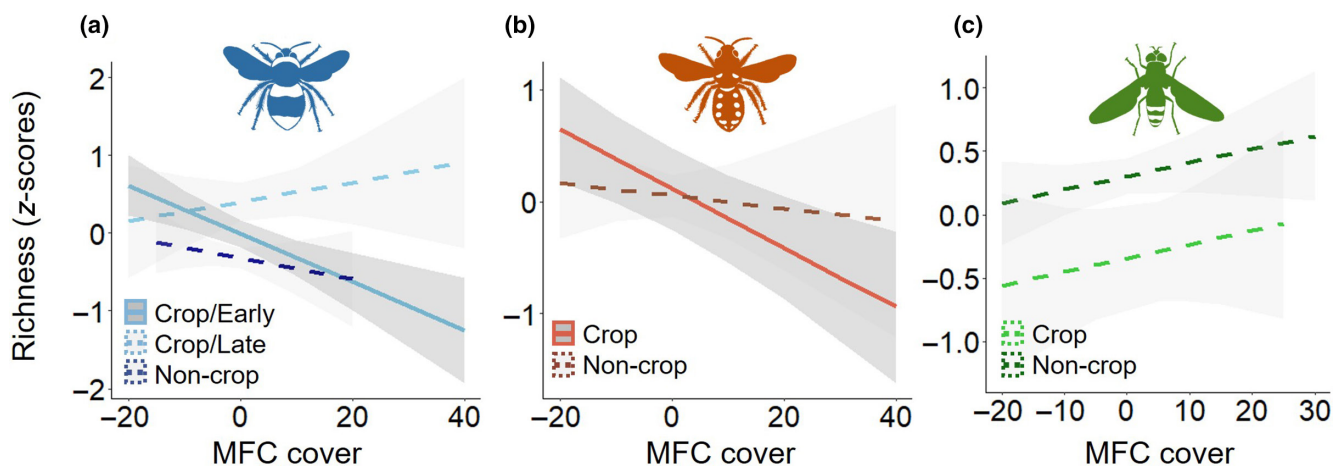 (a)
Richness (z-scores)
2
1
0
−1
−2
Crop/Early
Crop/Late
Non-crop
−20 0 20 40
MFC cover
(b)
1
0
−1
Crop
Non-crop
−20 0 20 40
MFC cover
(c)
1.0
0.5
0.0
−0.5
−1.0
Crop
Non-crop
−20 −10 0 10 20 30
MFC cover